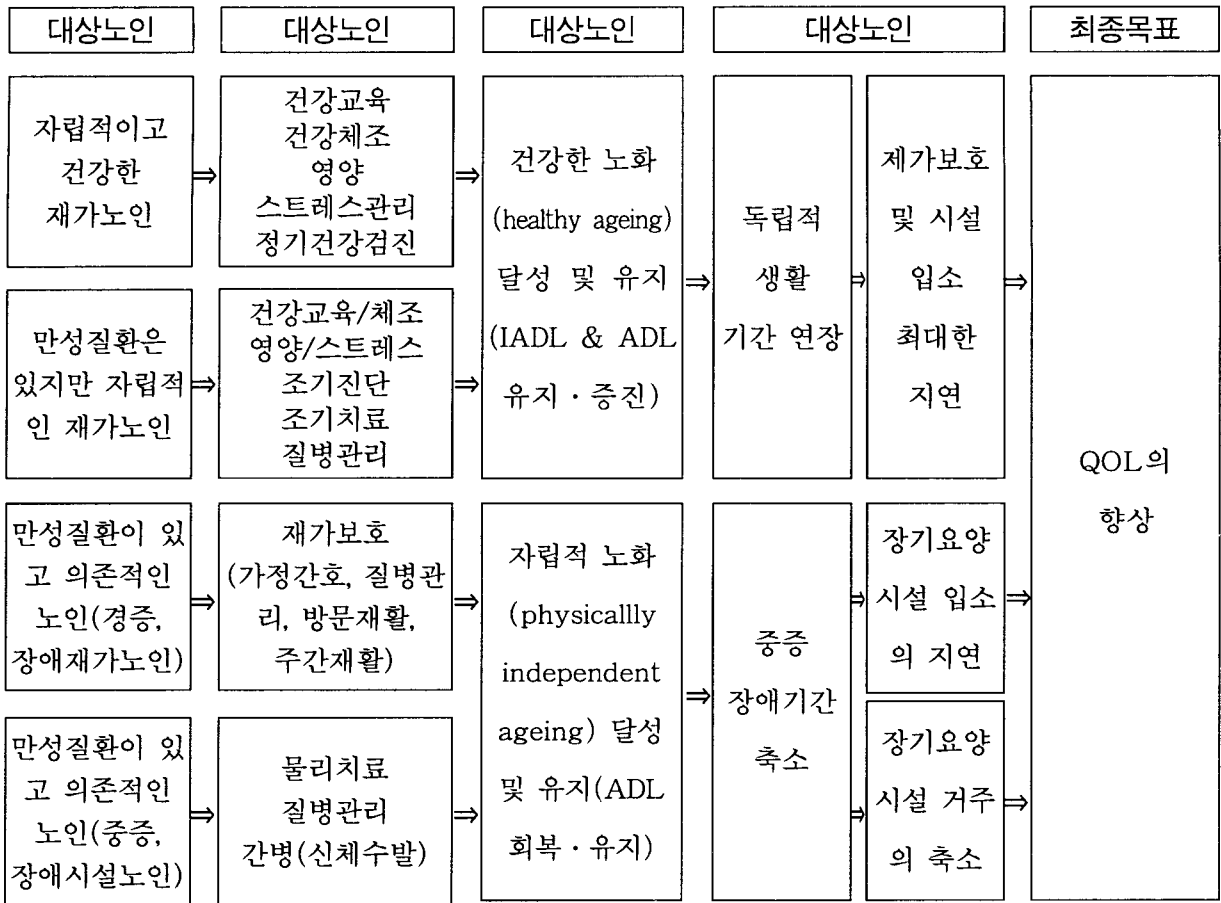 대상노인
대상노인
대상노인
대상노인
최종목표
자립적이고
건강한
재가노인
⇒
건강교육
건강체조
영양
스트레스관리
정기건강검진
⇒
만성질환은
있지만 자립적
인 재가노인
⇒
건강교육/체조
영양/스트레스
조기진단
조기치료
질병관리
⇒
건강한 노화
(healthy ageing)
달성 및 유지
(IADL & ADL
유지·증진)
⇒
독립적
생활
기간 연장
⇒
제가보호
및 시설
입소
최대한
지연
⇒
만성질환이 있
고 의존적인
노인(경증,
장애재가노인)
⇒
재가보호
(가정간호, 질병관
리, 방문재활,
주간재활)
⇒
만성질환이 있
고 의존적인
노인(중증,
장애시설노인)
⇒
물리치료
질병관리
간병(신체수발)
⇒
자립적 노화
(physicallly
independent
ageing) 달성
및 유지(ADL
회복·유지)
⇒
중증
장애기간
축소
⇒
장기요양
시설 입소
의 지연
⇒
⇒
장기요양
시설 거주
의 축소
⇒
QOL의
향상